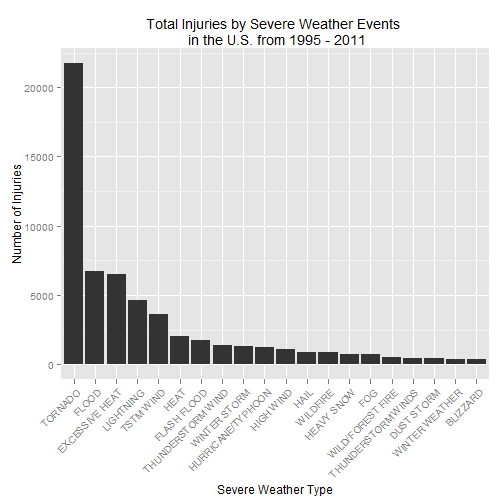 Total Injuries by Severe Weather Events
in the U.S. from 1995 - 2011
Number of Injuries
20000
15000
10000
5000
0
TORNADO
FLOOD
EXCESSIVE HEAT
LIGHTNING
TSTM WIND
HEAT
FLASH FLOOD
THUNDERSTORM WIND
WINTER STORM
HURRICANE/TYPHOON
HIGH WIND
HAIL
WILDFIRE
HEAVY SNOW
FOG
WILD/FOREST FIRE
THUNDERSTORM WINDS
DUST STORM
WINTER WEATHER
BLIZZARD
Severe Weather Type